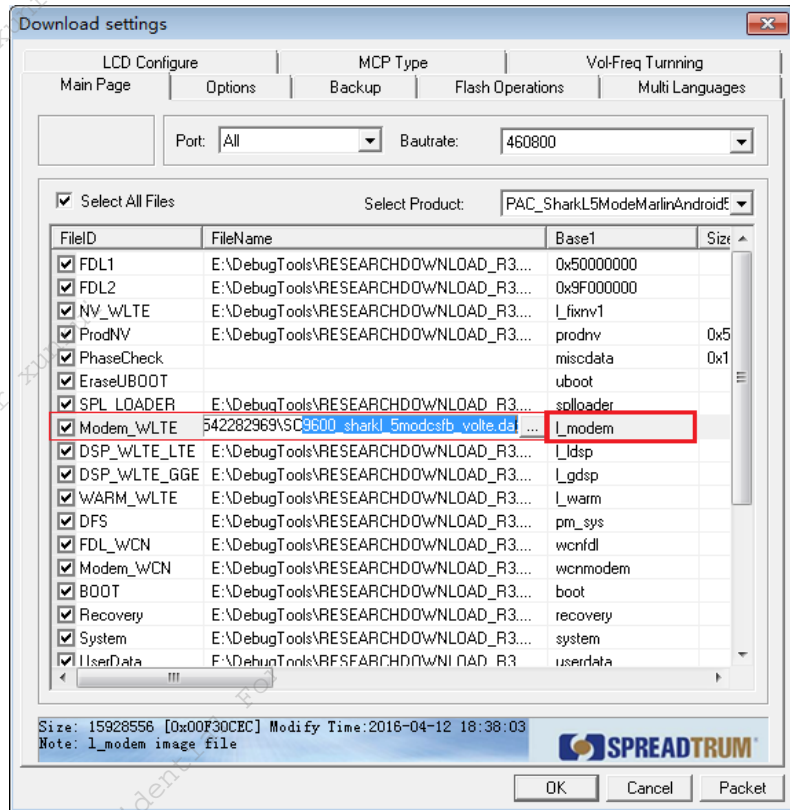 Download settings
LCD Configure MCP Type Vol-Freq Turnning
Main Page Options Backup Flash Operations Multi Languages
Port: All Bautrate: 460800
Select All Files Select Product: PAC_SharkL5ModeMarlinAndroid5
FileID FileName Base1 Size
FDL1 E:\DebugTools\RESEARCHDOWNLOAD_R3.... 0x50000000
FDL2 E:\DebugTools\RESEARCHDOWNLOAD_R3.... 0x9F000000
NV_WLTE E:\DebugTools\RESEARCHDOWNLOAD_R3.... l_fixnv1
ProdNV E:\DebugTools\RESEARCHDOWNLOAD_R3.... prodnv 0x5
PhaseCheck miscdata 0x1
EraseUBOOT uboot
SPL_LOADER E:\DebugTools\RESEARCHDOWNLOAD_R3.... splloader
Modem_WLTE 542282969\SC9600_sharkl_5modcsfb_volte.dat ... l_modem
DSP_WLTE_LTE E:\DebugTools\RESEARCHDOWNLOAD_R3.... l_ldsp
DSP_WLTE_GGE E:\DebugTools\RESEARCHDOWNLOAD_R3.... l_gdsp
WARM_WLTE E:\DebugTools\RESEARCHDOWNLOAD_R3.... l_warm
DFS E:\DebugTools\RESEARCHDOWNLOAD_R3.... pm_sys
FDL_WCN E:\DebugTools\RESEARCHDOWNLOAD_R3.... wcnfdl
Modem_WCN E:\DebugTools\RESEARCHDOWNLOAD_R3.... wcnmodem
BOOT E:\DebugTools\RESEARCHDOWNLOAD_R3.... boot
Recovery E:\DebugTools\RESEARCHDOWNLOAD_R3.... recovery
System E:\DebugTools\RESEARCHDOWNLOAD_R3.... system
UserData E:\DebugTools\RESEARCHDOWNLOAD_R3.... userdata
Size: 15928556 [0x00F30CEC] Modify Time:2016-04-12 18:38:03
Note: l_modem image file
SPREADTRUM
OK Cancel Packet